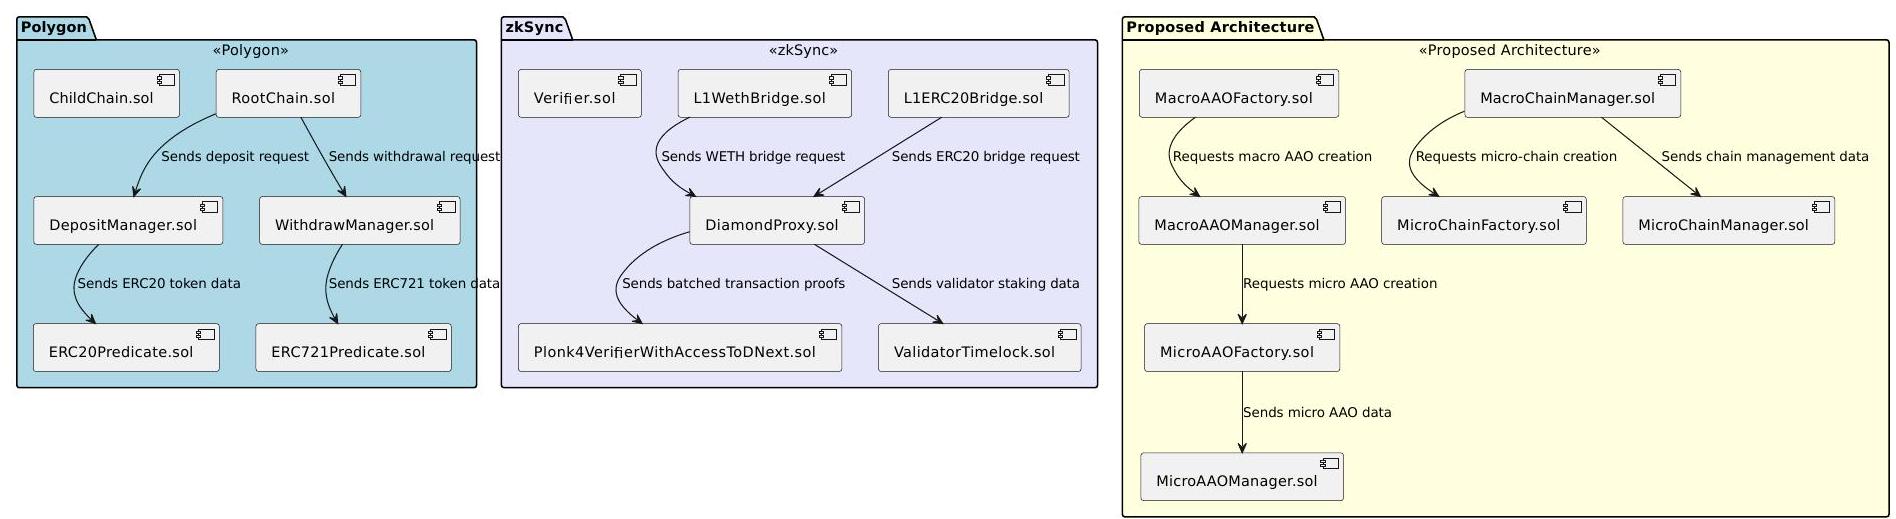 Polygon
«Polygon»
ChildChain.sol
RootChain.sol
Sends deposit request
Sends withdrawal request
DepositManager.sol
WithdrawManager.sol
Sends ERC20 token data
Sends ERC721 token data
ERC20Predicate.sol
ERC721Predicate.sol
zkSync
«zkSync»
Verifier.sol
L1WethBridge.sol
L1ERC20Bridge.sol
Sends WETH bridge request
Sends ERC20 bridge request
DiamondProxy.sol
Sends batched transaction proofs
Sends validator staking data
Plonk4VerifierWithAccessToDNext.sol
ValidatorTimelock.sol
Proposed Architecture
«Proposed Architecture»
MacroAAOFactory.sol
MacroChainManager.sol
Requests macro AAO creation
Requests micro-chain creation
Sends chain management data
MacroAAOManager.sol
MicroChainFactory.sol
MicroChainManager.sol
Requests micro AAO creation
MicroAAOFactory.sol
Sends micro AAO data
MicroAAOManager.sol